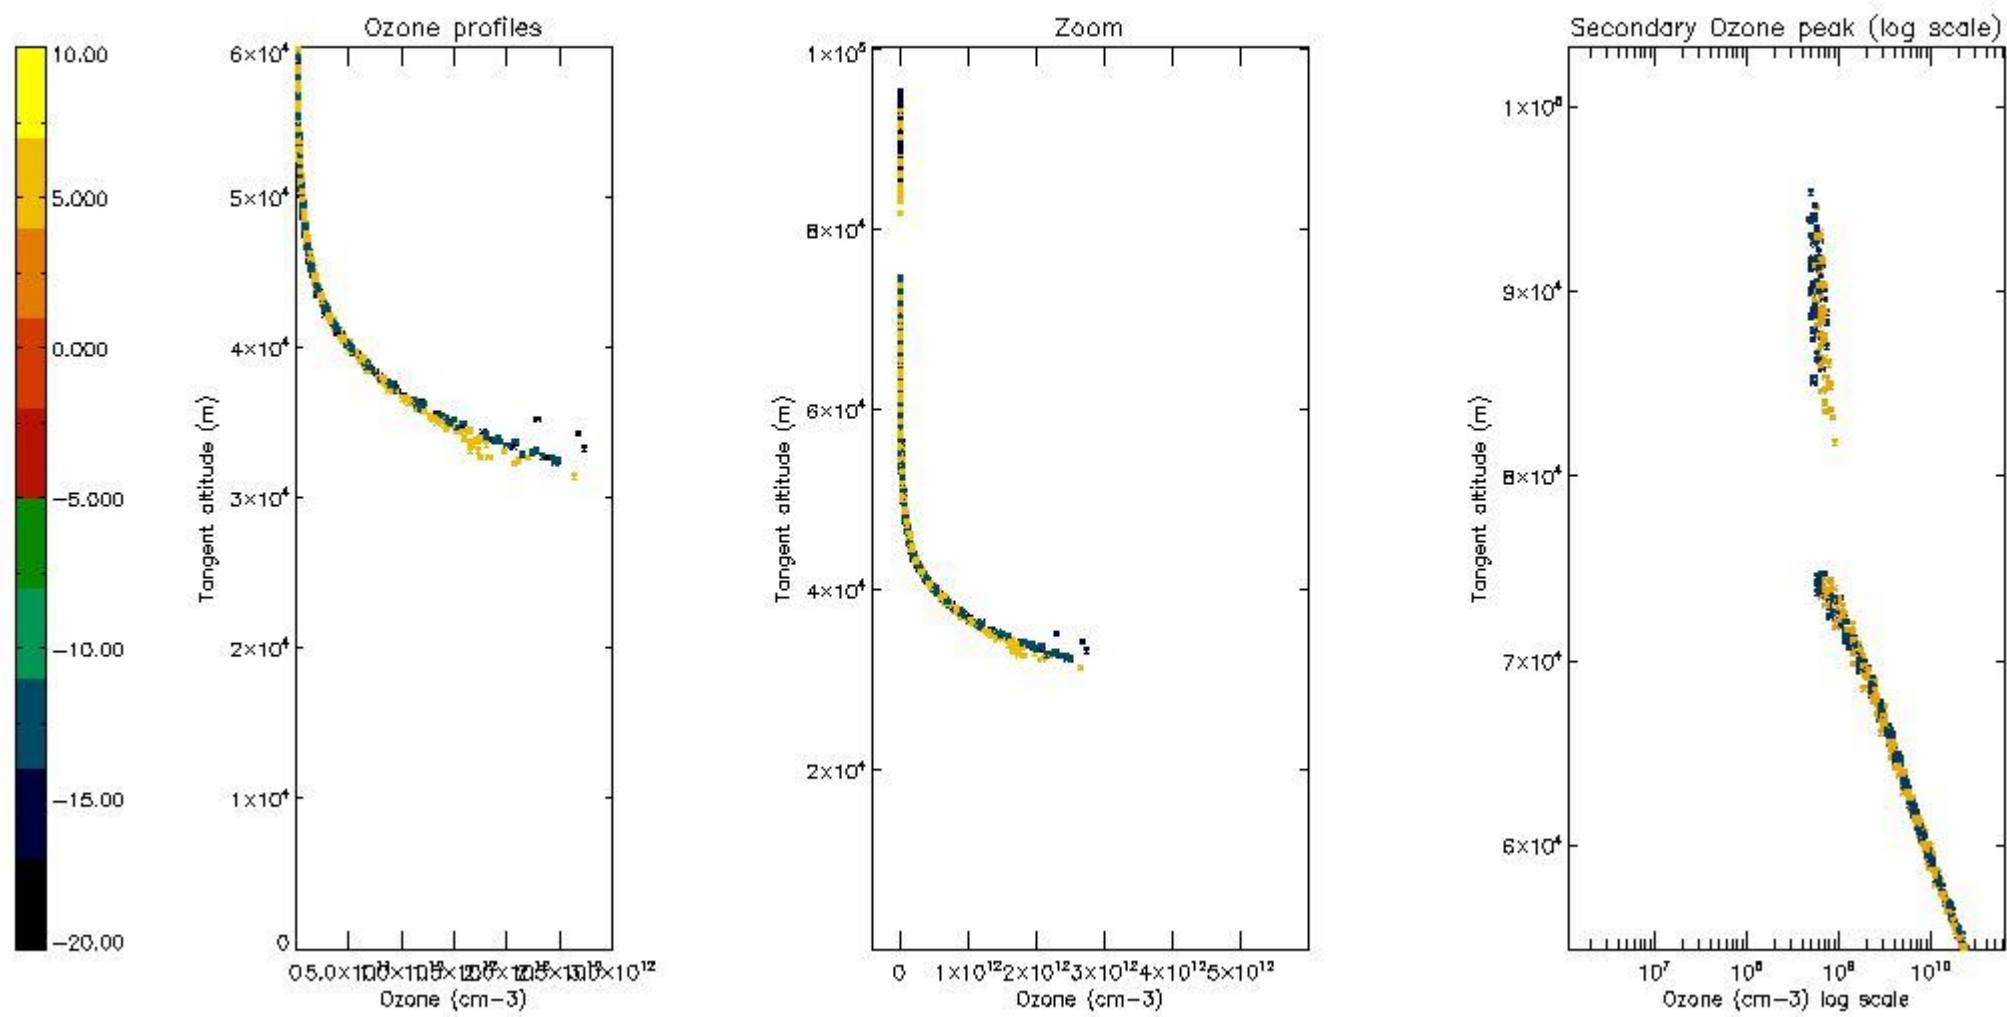 Ozone profiles
Zoom
Secondary Ozone peak (log scale)
10.00
5.000
0.000
−5.000
−10.00
−15.00
−20.00
6×10⁴
5×10⁴
4×10⁴
3×10⁴
2×10⁴
1×10⁴
0
Tangent altitude (m)
Ozone (cm−3)
1×10⁵
8×10⁴
6×10⁴
4×10⁴
2×10⁴
Tangent altitude (m)
0 1×10¹² 2×10¹² 3×10¹² 4×10¹² 5×10¹²
Ozone (cm−3)
9×10⁴
8×10⁴
7×10⁴
6×10⁴
Tangent altitude (m)
10⁷ 10⁸ 10⁹ 10¹⁰
Ozone (cm−3) log scale